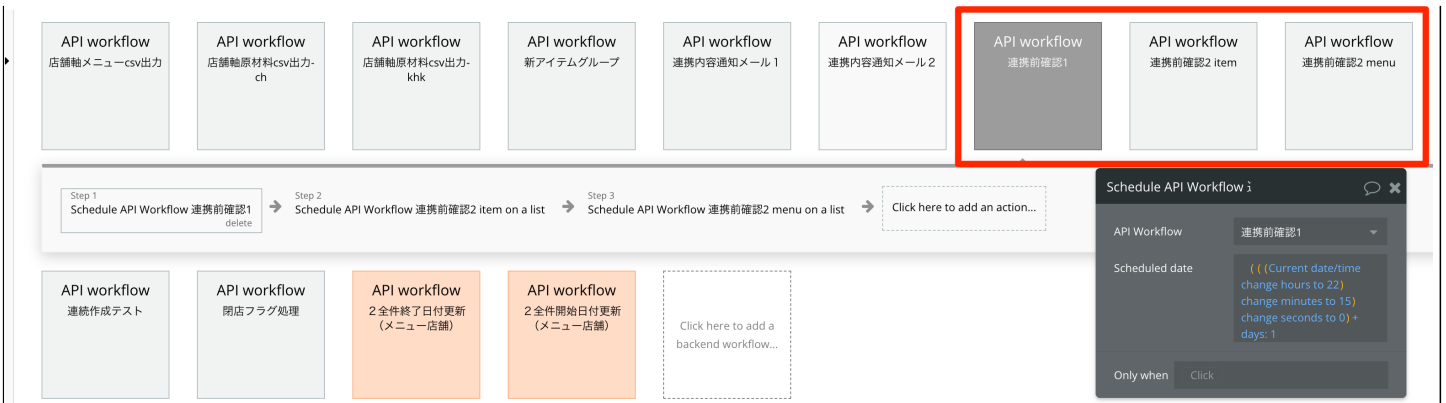 API workflow
店舗軸メニューcsv出力
API workflow
店舗軸原材料csv出力-
ch
API workflow
店舗軸原材料csv出力-
khk
API workflow
新アイテムグループ
API workflow
連携内容通知メール1
API workflow
連携内容通知メール２
API workflow
連携前確認1
API workflow
連携前確認2 item
API workflow
連携前確認2 menu
Step 1
Schedule API Workflow 連携前確認1
delete
Step 2
Schedule API Workflow 連携前確認2 item on a list
Step 3
Schedule API Workflow 連携前確認2 menu on a list
Click here to add an action...
Schedule API Workflow
API Workflow
連携前確認1
Scheduled date
( ( (Current date/time
change hours to 22)
change minutes to 15)
change seconds to 0) +
days: 1
Only when
Click
API workflow
連続作成テスト
API workflow
閉店フラグ処理
API workflow
２全件終了日付更新
（メニュー店舗）
API workflow
２全件開始日付更新
（メニュー店舗）
Click here to add a
backend workflow...